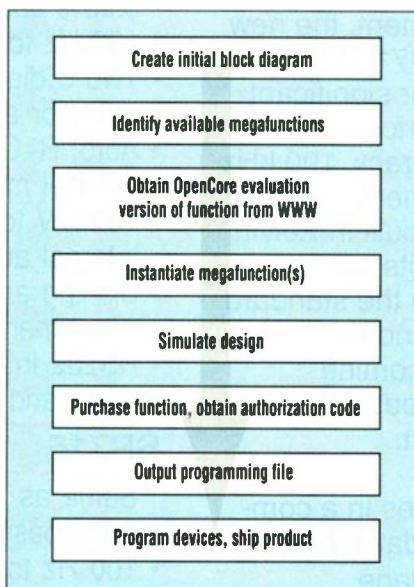 Create initial block diagram
Identify available megafunctions
Obtain OpenCore evaluation
version of function from WWW
Instantiate megafunction(s)
Simulate design
Purchase function, obtain authorization code
Output programming file
Program devices, ship product